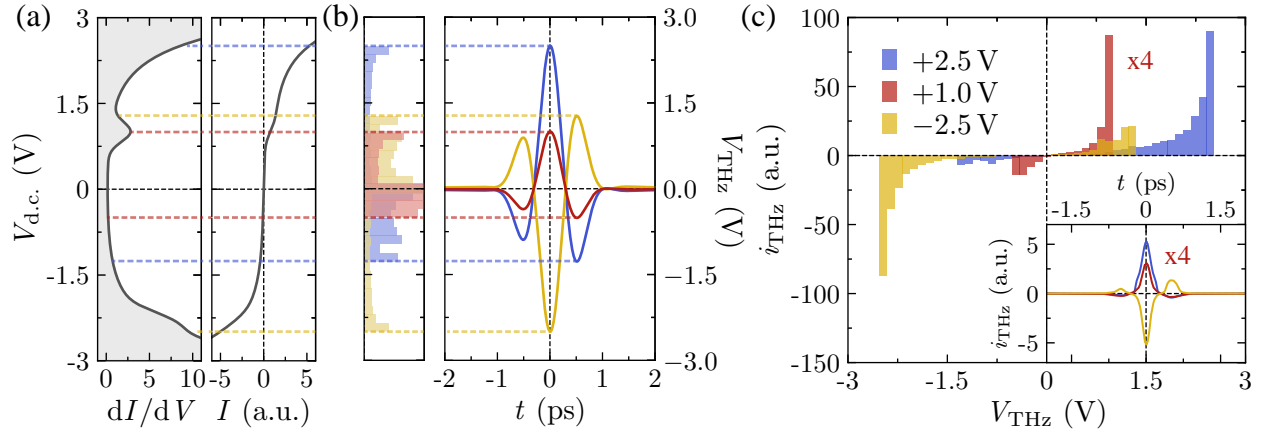 (a)
(b)
(c)
3
1.5
0
-1.5
-3
V_d.c. (V)
0 5 10
dI/dV
-5 0 5
I (a.u.)
-2 -1 0 1 2
t (ps)
3.0
1.5
0.0
-1.5
-3.0
V_THz (V)
100
50
0
-50
-100
-150
i_THz (a.u.)
+2.5 V
+1.0 V
−2.5 V
x4
-3 -1.5 0 1.5 3
V_THz (V)
t (ps)
-1.5 0 1.5
5
0
-5
i_THz (a.u.)
x4